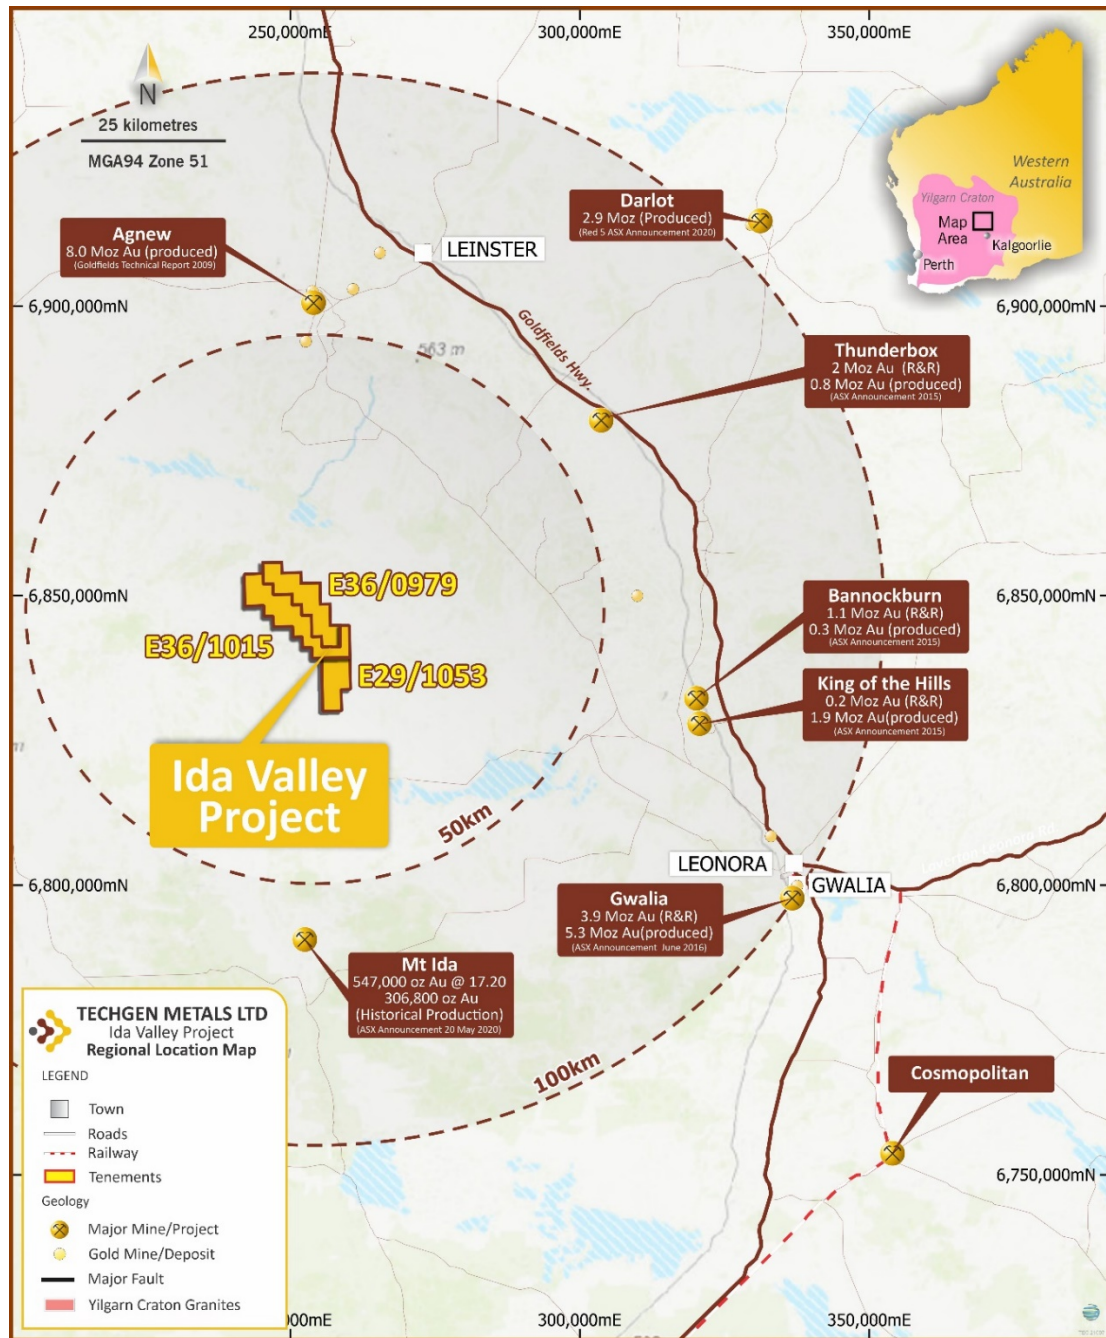 250,000mE
300,000mE
350,000mE
N
25 kilometres
MGA94 Zone 51
Western
Australia
Yilgarn Craton
Map
Area
Kalgoorlie
Perth
Darlot
2.9 Moz (Produced)
(Red 5 ASX Announcement 2020)
Agnew
8.0 Moz Au (produced)
(Goldfields Technical Report 2009)
LEINSTER
6,900,000mN
6,900,000mN
Goldfields Hwy.
563 m
Thunderbox
2 Moz Au (R&R)
0.8 Moz Au (produced)
(ASX Announcement 2015)
E36/0979
6,850,000mN
6,850,000mN
Bannockburn
1.1 Moz Au (R&R)
0.3 Moz Au (produced)
(ASX Announcement 2015)
E36/1015
E29/1053
King of the Hills
0.2 Moz Au (R&R)
1.9 Moz Au(produced)
(ASX Announcement 2015)
Ida Valley
Project
50km
Laverton Leonora Rd
LEONORA
GWALIA
6,800,000mN
6,800,000mN
Gwalia
3.9 Moz Au (R&R)
5.3 Moz Au(produced)
(ASX Announcement June 2016)
Mt Ida
547,000 oz Au @ 17.20
306,800 oz Au
(Historical Production)
(ASX Announcement 20 May 2020)
100km
Cosmopolitan
6,750,000mN
TECHGEN METALS LTD
Ida Valley Project
Regional Location Map
LEGEND
Town
Roads
Railway
Tenements
Geology
Major Mine/Project
Gold Mine/Deposit
Major Fault
Yilgarn Craton Granites
,000mE
300,000mE
350,000mE